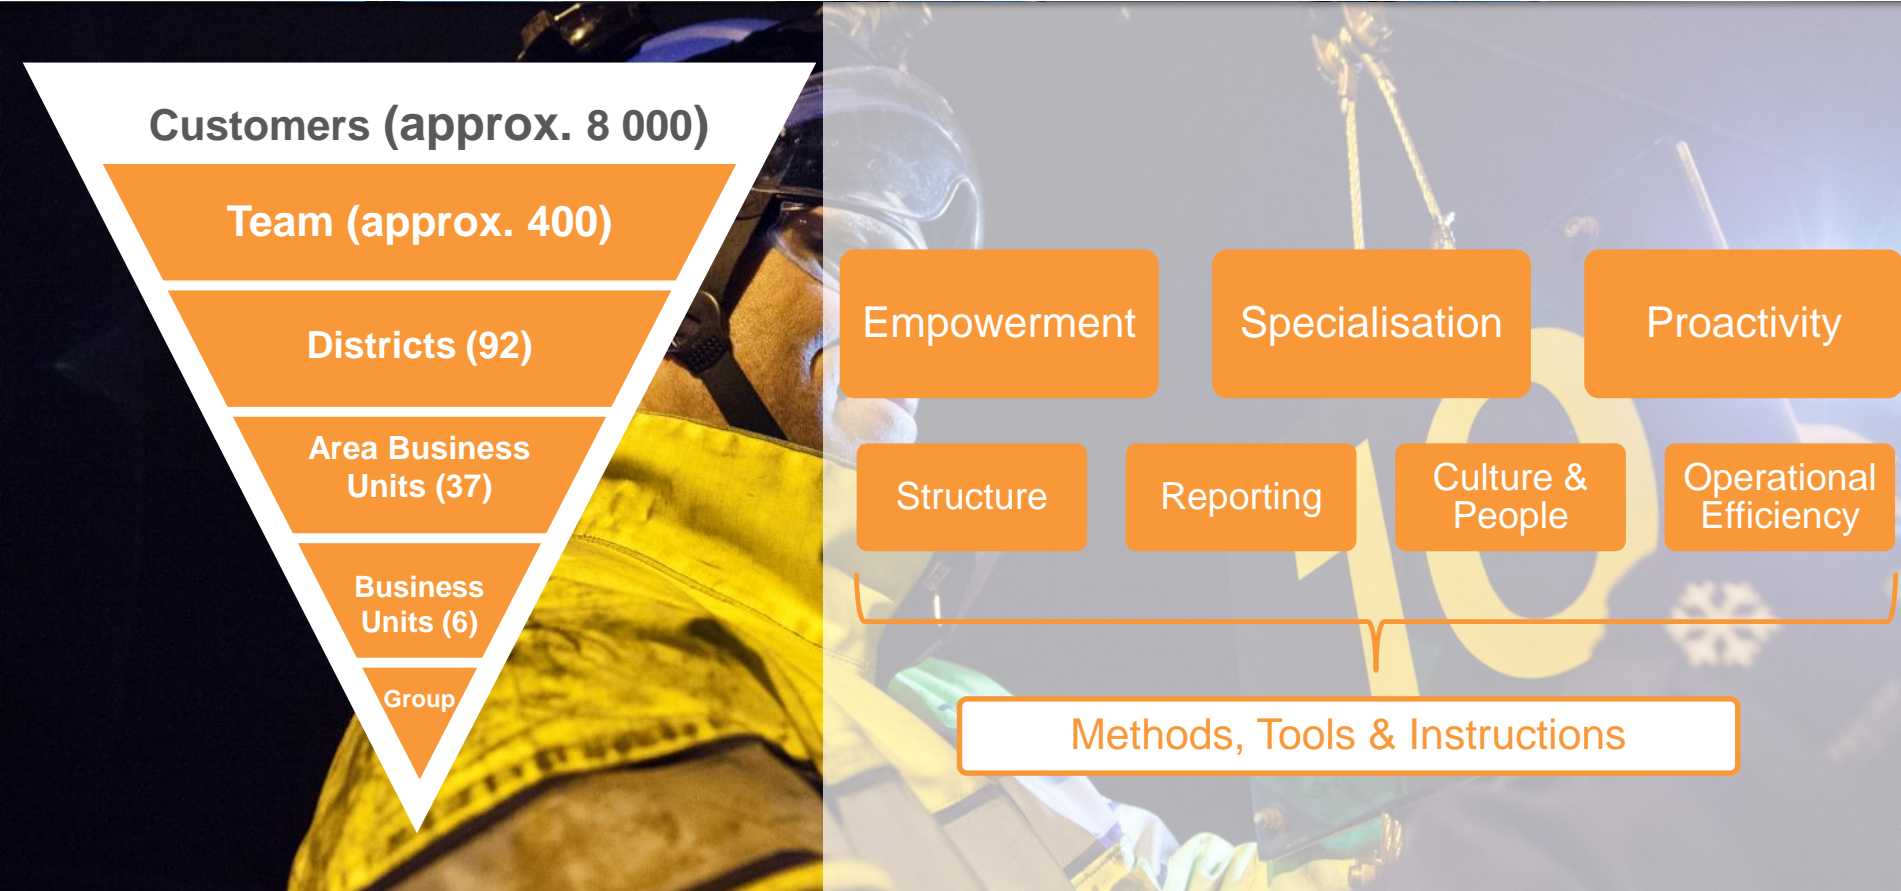 Customers (approx. 8 000)
Team (approx. 400)
Districts (92)
Area Business
Units (37)
Business
Units (6)
Group
Empowerment
Specialisation
Proactivity
Structure
Reporting
Culture &
People
Operational
Efficiency
10
Methods, Tools & Instructions